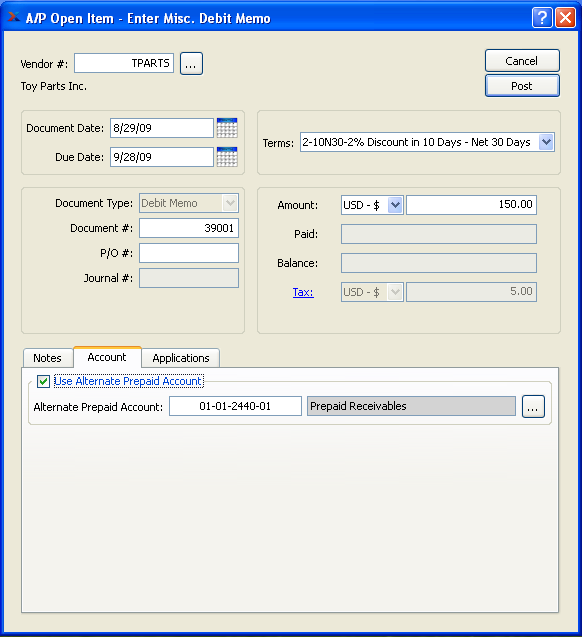 A/P Open Item - Enter Misc. Debit Memo
Vendor #: TPARTS ...
Toy Parts Inc.
Cancel
Post
Document Date: 8/29/09
Due Date: 9/28/09
Terms: 2-10N30-2% Discount in 10 Days - Net 30 Days
Document Type: Debit Memo
Document #: 39001
P/O #:
Journal #:
Amount: USD - $ 150.00
Paid:
Balance:
Tax: USD - $ 5.00
Notes Account Applications
Use Alternate Prepaid Account
Alternate Prepaid Account: 01-01-2440-01 Prepaid Receivables ...